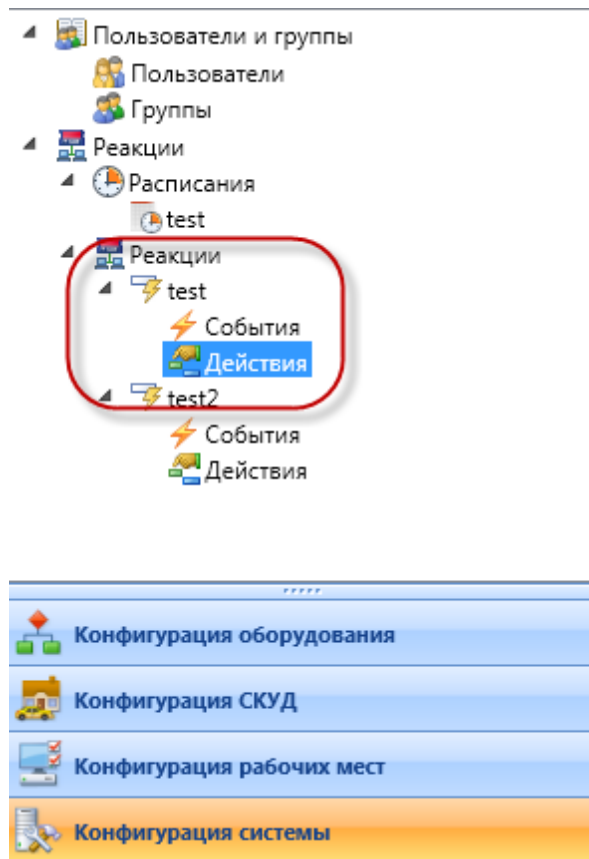 Пользователи и группы
Пользователи
Группы
Реакции
Расписания
test
Реакции
test
События
Действия
test2
События
Действия
Конфигурация оборудования
Конфигурация СКУД
Конфигурация рабочих мест
Конфигурация системы